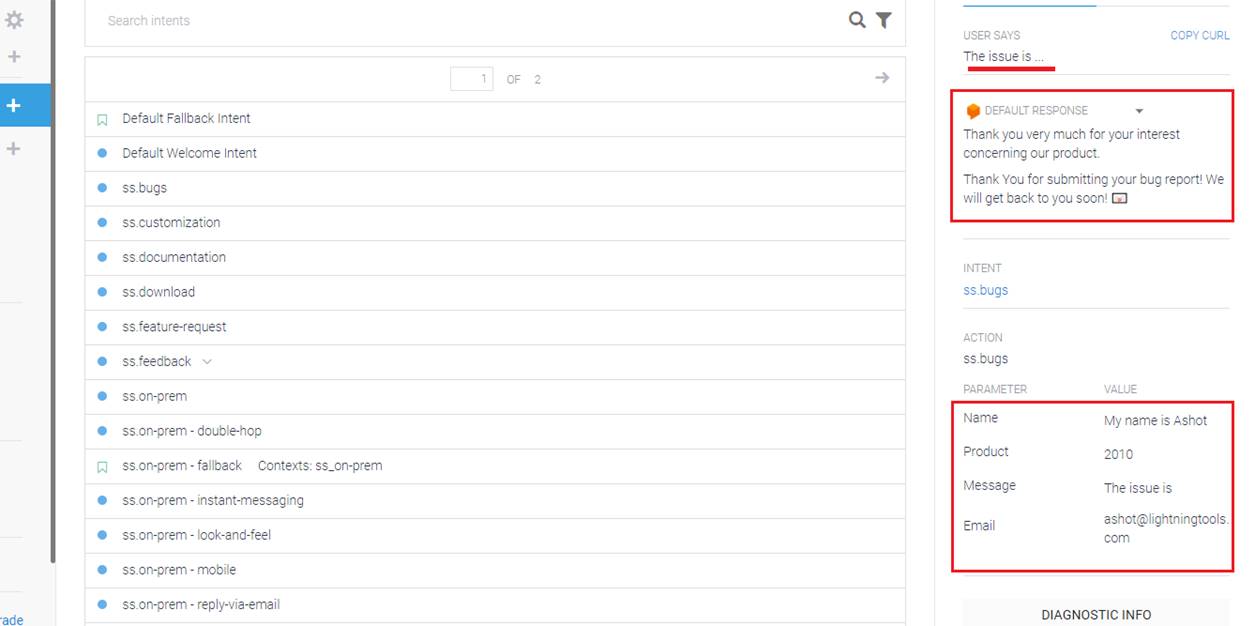 Search intents
1 OF 2
Default Fallback Intent
Default Welcome Intent
ss.bugs
ss.customization
ss.documentation
ss.download
ss.feature-request
ss.feedback
ss.on-prem
ss.on-prem - double-hop
ss.on-prem - fallback Contexts: ss_on-prem
ss.on-prem - instant-messaging
ss.on-prem - look-and-feel
ss.on-prem - mobile
ss.on-prem - reply-via-email
rade
USER SAYS COPY CURL
The issue is ...
DEFAULT RESPONSE
Thank you very much for your interest
concerning our product.
Thank You for submitting your bug report! We
will get back to you soon!
INTENT
ss.bugs
ACTION
ss.bugs
PARAMETER VALUE
Name My name is Ashot
Product 2010
Message The issue is
Email ashot@lightningtools.
com
DIAGNOSTIC INFO